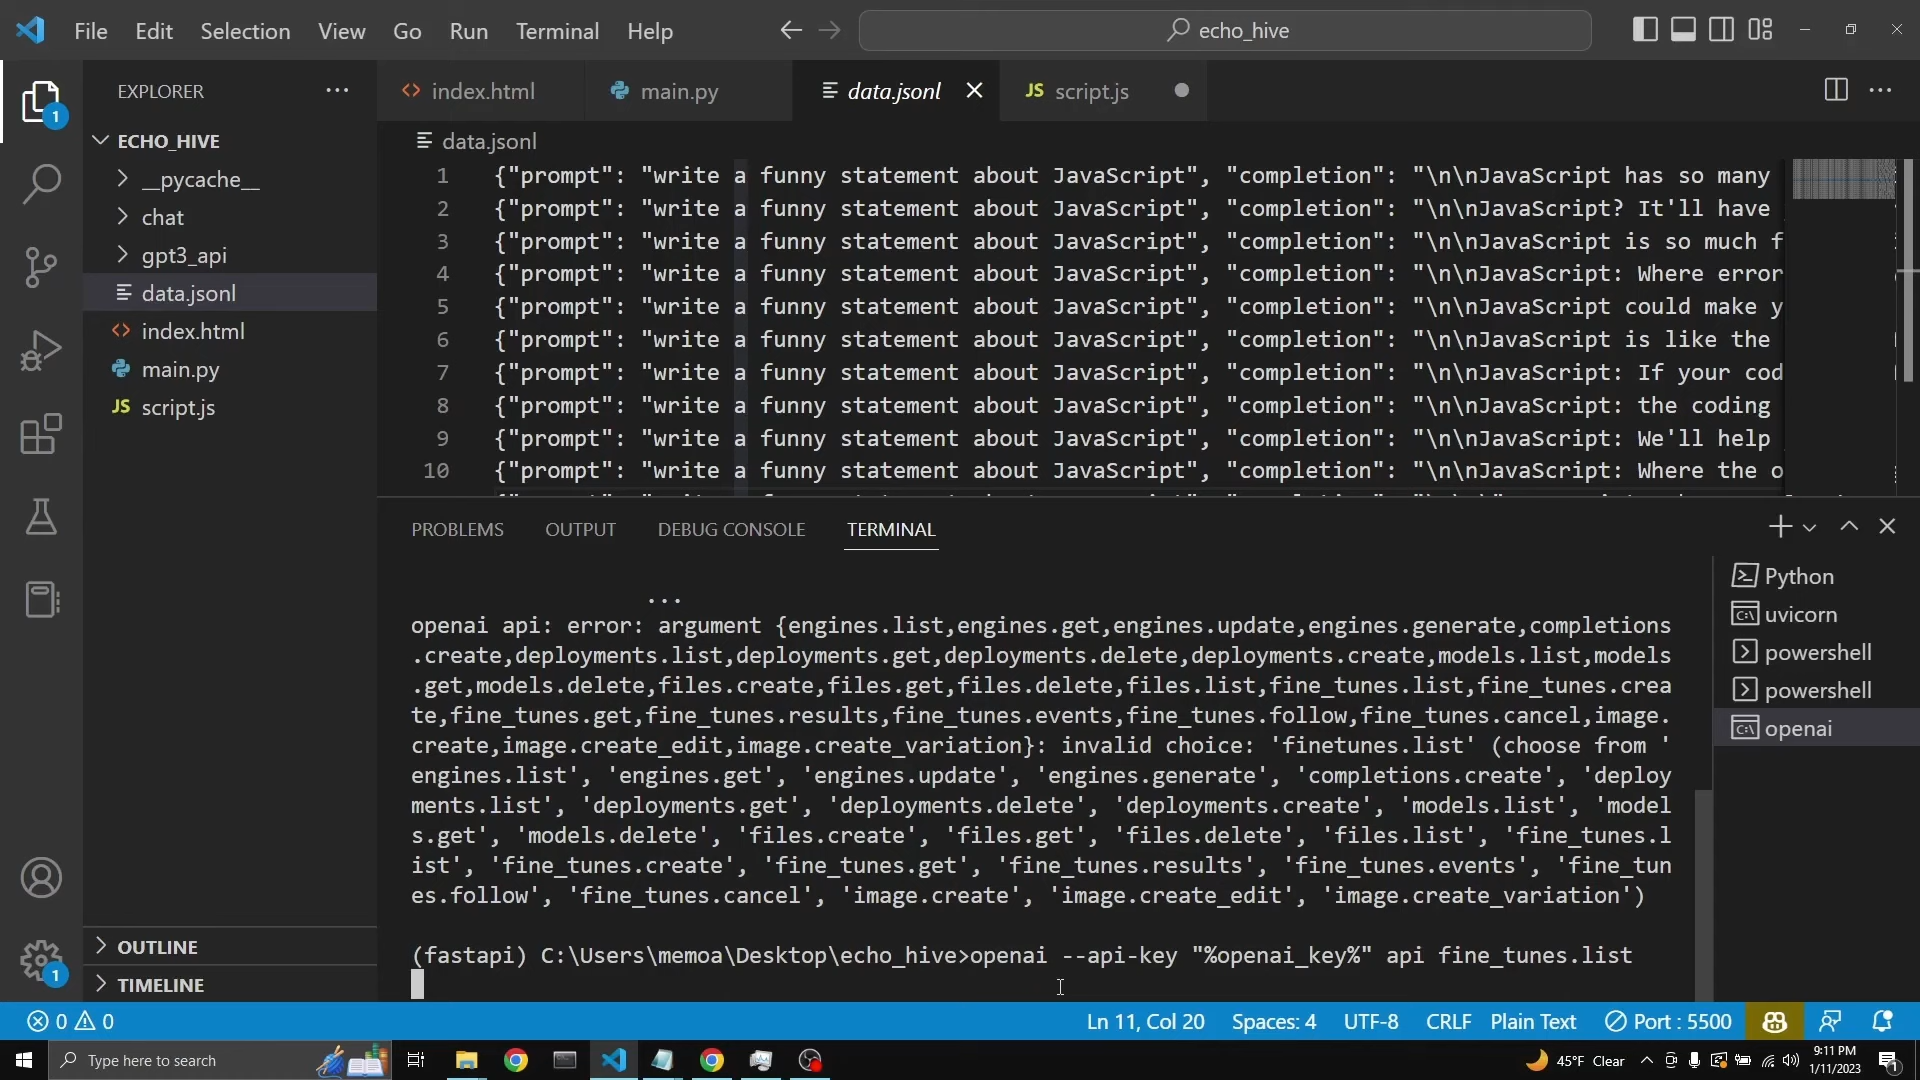 File Edit Selection View Go Run Terminal Help
echo_hive
EXPLORER
1
ECHO_HIVE
__pycache__
chat
gpt3_api
data.jsonl
index.html
main.py
JS script.js
OUTLINE
1
TIMELINE
index.html
main.py
data.jsonl
JS script.js
data.jsonl
1 {"prompt": "write a funny statement about JavaScript", "completion": "\n\nJavaScript has so many
2 {"prompt": "write a funny statement about JavaScript", "completion": "\n\nJavaScript? It'll have
3 {"prompt": "write a funny statement about JavaScript", "completion": "\n\nJavaScript is so much f
4 {"prompt": "write a funny statement about JavaScript", "completion": "\n\nJavaScript: Where error
5 {"prompt": "write a funny statement about JavaScript", "completion": "\n\nJavaScript could make y
6 {"prompt": "write a funny statement about JavaScript", "completion": "\n\nJavaScript is like the
7 {"prompt": "write a funny statement about JavaScript", "completion": "\n\nJavaScript: If your cod
8 {"prompt": "write a funny statement about JavaScript", "completion": "\n\nJavaScript: the coding
9 {"prompt": "write a funny statement about JavaScript", "completion": "\n\nJavaScript: We'll help
10 {"prompt": "write a funny statement about JavaScript", "completion": "\n\nJavaScript: Where the o
PROBLEMS OUTPUT DEBUG CONSOLE TERMINAL
...
openai api: error: argument {engines.list,engines.get,engines.update,engines.generate,completions
.create,deployments.list,deployments.get,deployments.delete,deployments.create,models.list,models
.get,models.delete,files.create,files.get,files.delete,files.list,fine_tunes.list,fine_tunes.crea
te,fine_tunes.get,fine_tunes.results,fine_tunes.events,fine_tunes.follow,fine_tunes.cancel,image.
create,image.create_edit,image.create_variation}: invalid choice: 'finetunes.list' (choose from '
engines.list', 'engines.get', 'engines.update', 'engines.generate', 'completions.create', 'deploy
ments.list', 'deployments.get', 'deployments.delete', 'deployments.create', 'models.list', 'model
s.get', 'models.delete', 'files.create', 'files.get', 'files.delete', 'files.list', 'fine_tunes.l
ist', 'fine_tunes.create', 'fine_tunes.get', 'fine_tunes.results', 'fine_tunes.events', 'fine_tun
es.follow', 'fine_tunes.cancel', 'image.create', 'image.create_edit', 'image.create_variation')
(fastapi) C:\Users\memoa\Desktop\echo_hive>openai --api-key "%openai_key%" api fine_tunes.list
Python
uvicorn
powershell
powershell
openai
0 0 Ln 11, Col 20 Spaces: 4 UTF-8 CRLF Plain Text Port : 5500
Type here to search
45°F Clear
9:11 PM
1/11/2023
1